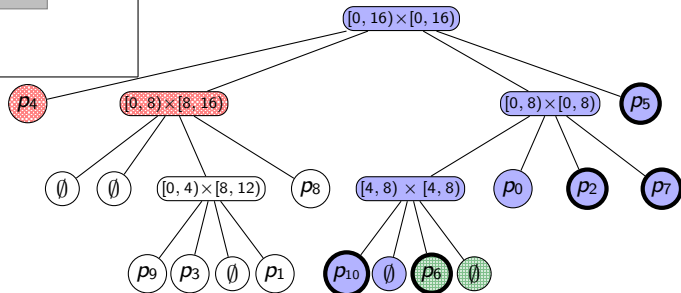 [0, 16)×[0, 16)
p4 [0, 8)×[8, 16) [0, 8)×[0, 8) p5
∅ ∅ [0, 4)×[8, 12) p8 [4, 8) × [4, 8) p0 p2 p7
p9 p3 ∅ p1 p10 ∅ p6 ∅